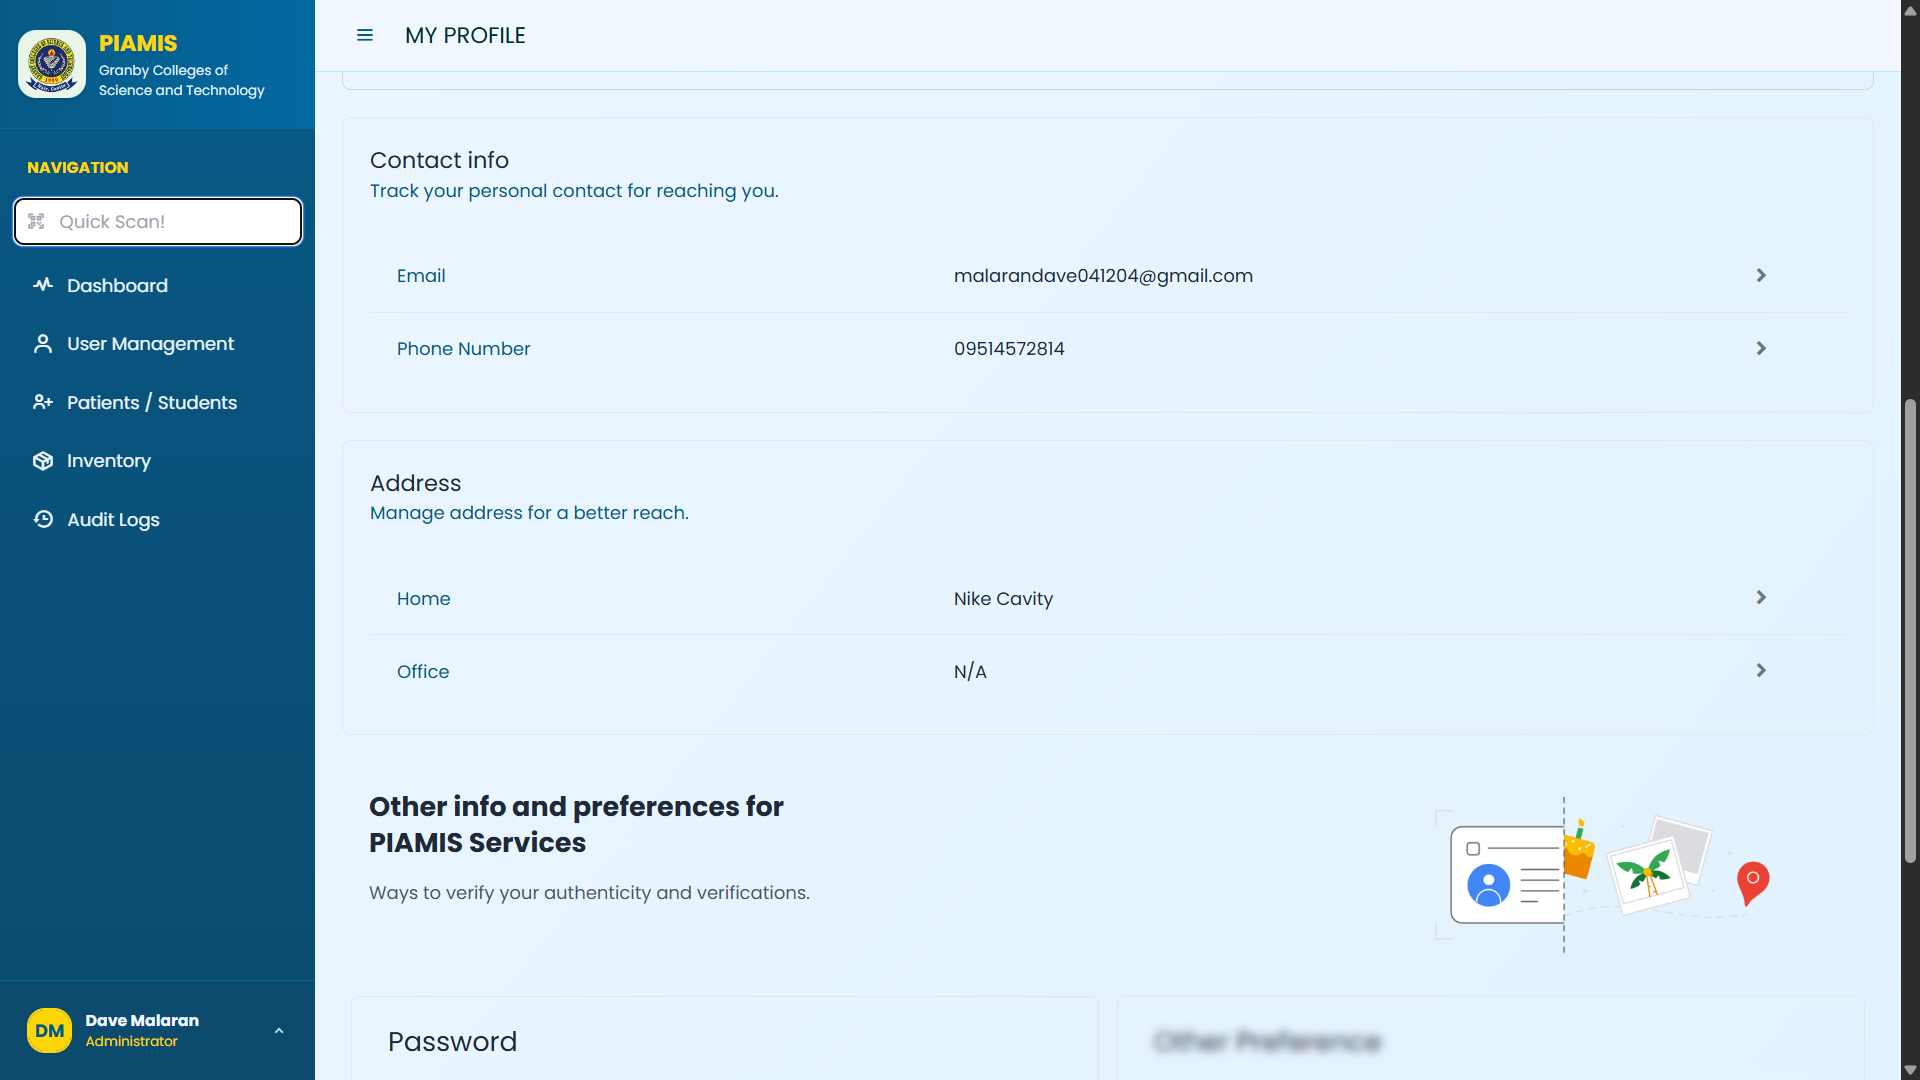 PIAMIS
Granby Colleges of
Science and Technology
NAVIGATION
Quick Scan!
Dashboard
User Management
Patients / Students
Inventory
Audit Logs
DM
Dave Malaran
Administrator
MY PROFILE
Contact info
Track your personal contact for reaching you.
Email malarandave041204@gmail.com
Phone Number 09514572814
Address
Manage address for a better reach.
Home Nike Cavity
Office N/A
Other info and preferences for
PIAMIS Services
Ways to verify your authenticity and verifications.
Password
Other Preference